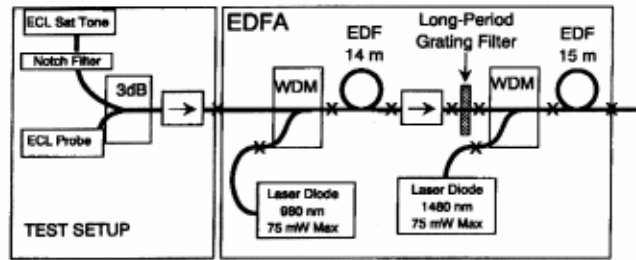 ECL Sat Tone
Notch Filter
3dB
ECL Probe
TEST SETUP
EDFA
WDM
EDF
14 m
Long-Period
Grating Filter
WDM
EDF
15 m
Laser Diode
980 nm
75 mW Max
Laser Diode
1480 nm
75 mW Max